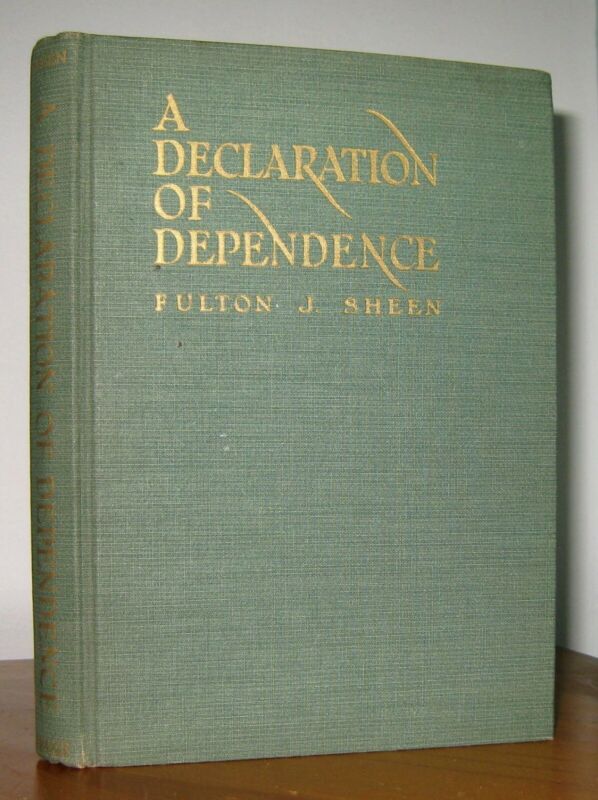 A
DECLARATION
OF
DEPENDENCE
FULTON J. SHEEN
A DECLARATION OF DEPENDENCE